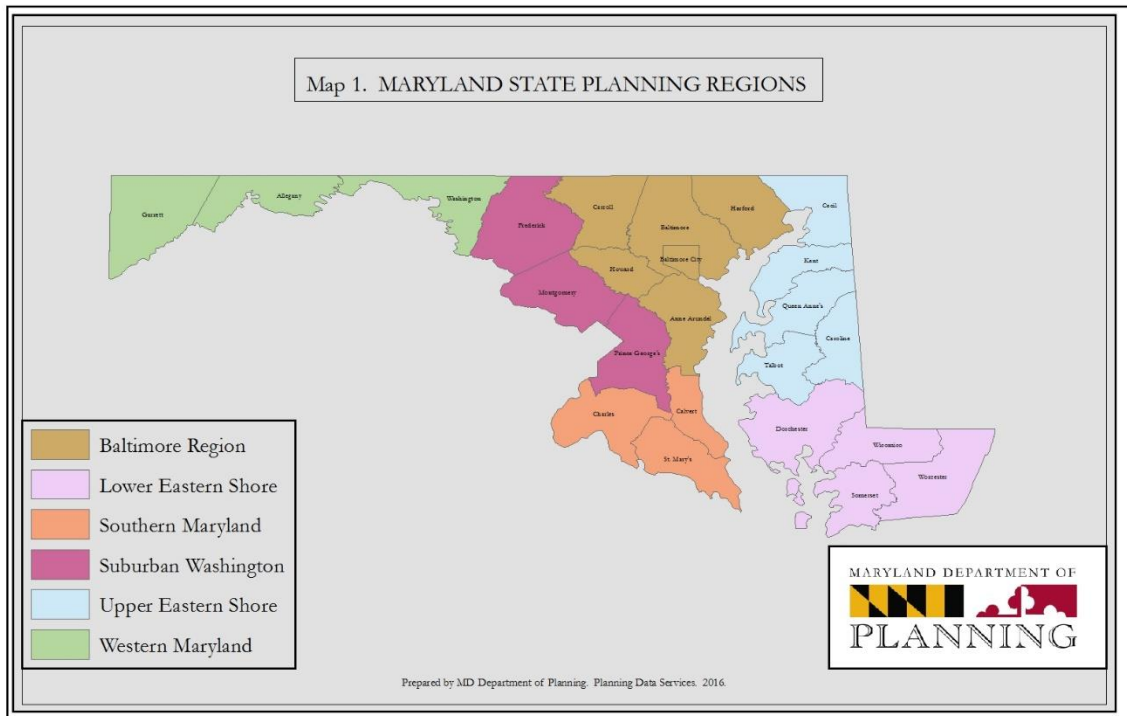 Map 1. MARYLAND STATE PLANNING REGIONS
Garrett
Allegany
Washington
Frederick
Carroll
Baltimore
Harford
Cecil
Baltimore City
Howard
Kent
Montgomery
Queen Anne's
Anne Arundel
Caroline
Prince George's
Talbot
Charles
Calvert
Dorchester
St. Mary's
Wicomico
Worcester
Somerset
Baltimore Region
Lower Eastern Shore
Southern Maryland
Suburban Washington
Upper Eastern Shore
Western Maryland
MARYLAND DEPARTMENT OF
PLANNING
Prepared by MD Department of Planning. Planning Data Services. 2016.